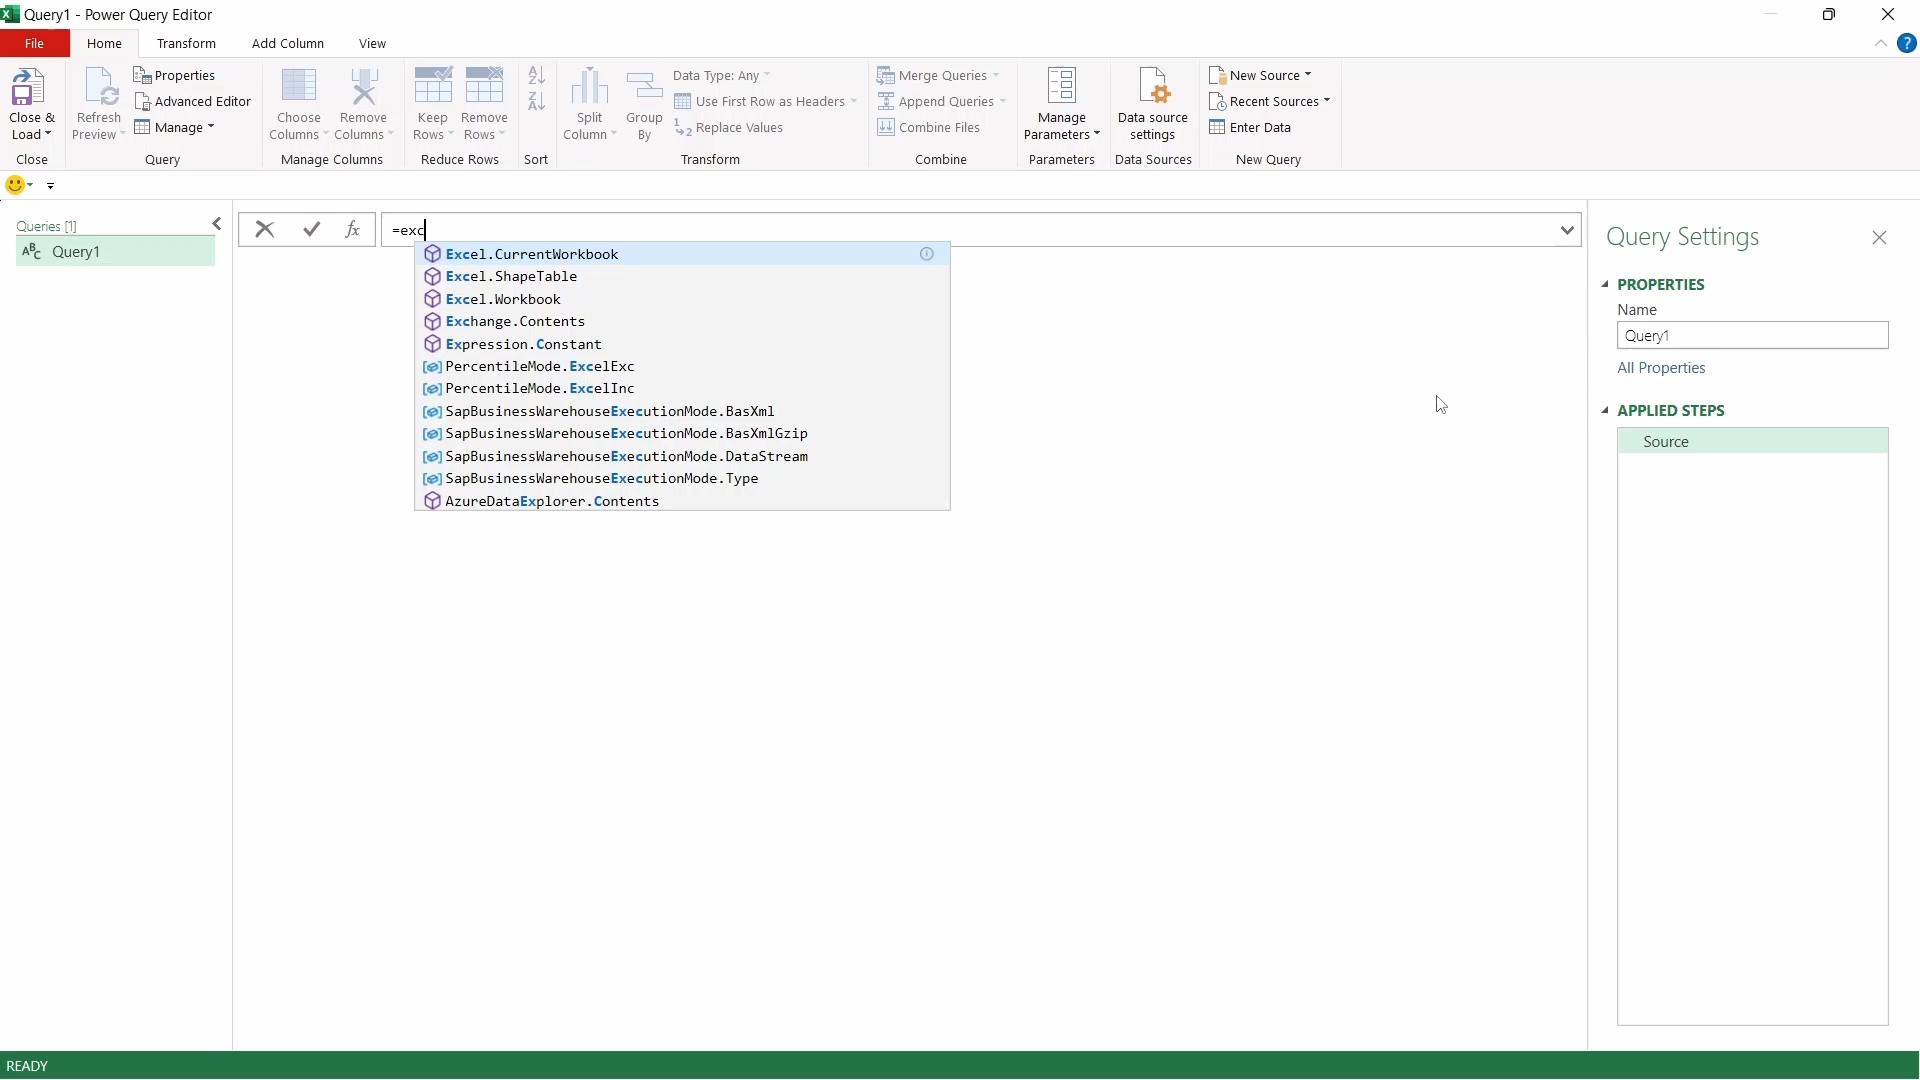 Query1 - Power Query Editor
File Home Transform Add Column View
Close & Load
Close
Refresh Preview
Properties
Advanced Editor
Manage
Query
Choose Columns
Remove Columns
Manage Columns
Keep Rows
Remove Rows
Reduce Rows
A
Z
Z
A
Sort
Split Column
Group By
Data Type: Any
Use First Row as Headers
1 2 Replace Values
Transform
Merge Queries
Append Queries
Combine Files
Combine
Manage Parameters
Parameters
Data source settings
Data Sources
New Source
Recent Sources
Enter Data
New Query
?
Queries [1]
ABC Query1
fx
=exc
Excel.CurrentWorkbook
Excel.ShapeTable
Excel.Workbook
Exchange.Contents
Expression.Constant
PercentileMode.ExcelExc
PercentileMode.ExcelInc
SapBusinessWarehouseExecutionMode.BasXml
SapBusinessWarehouseExecutionMode.BasXmlGzip
SapBusinessWarehouseExecutionMode.DataStream
SapBusinessWarehouseExecutionMode.Type
AzureDataExplorer.Contents
Query Settings
PROPERTIES
Name
Query1
All Properties
APPLIED STEPS
Source
READY